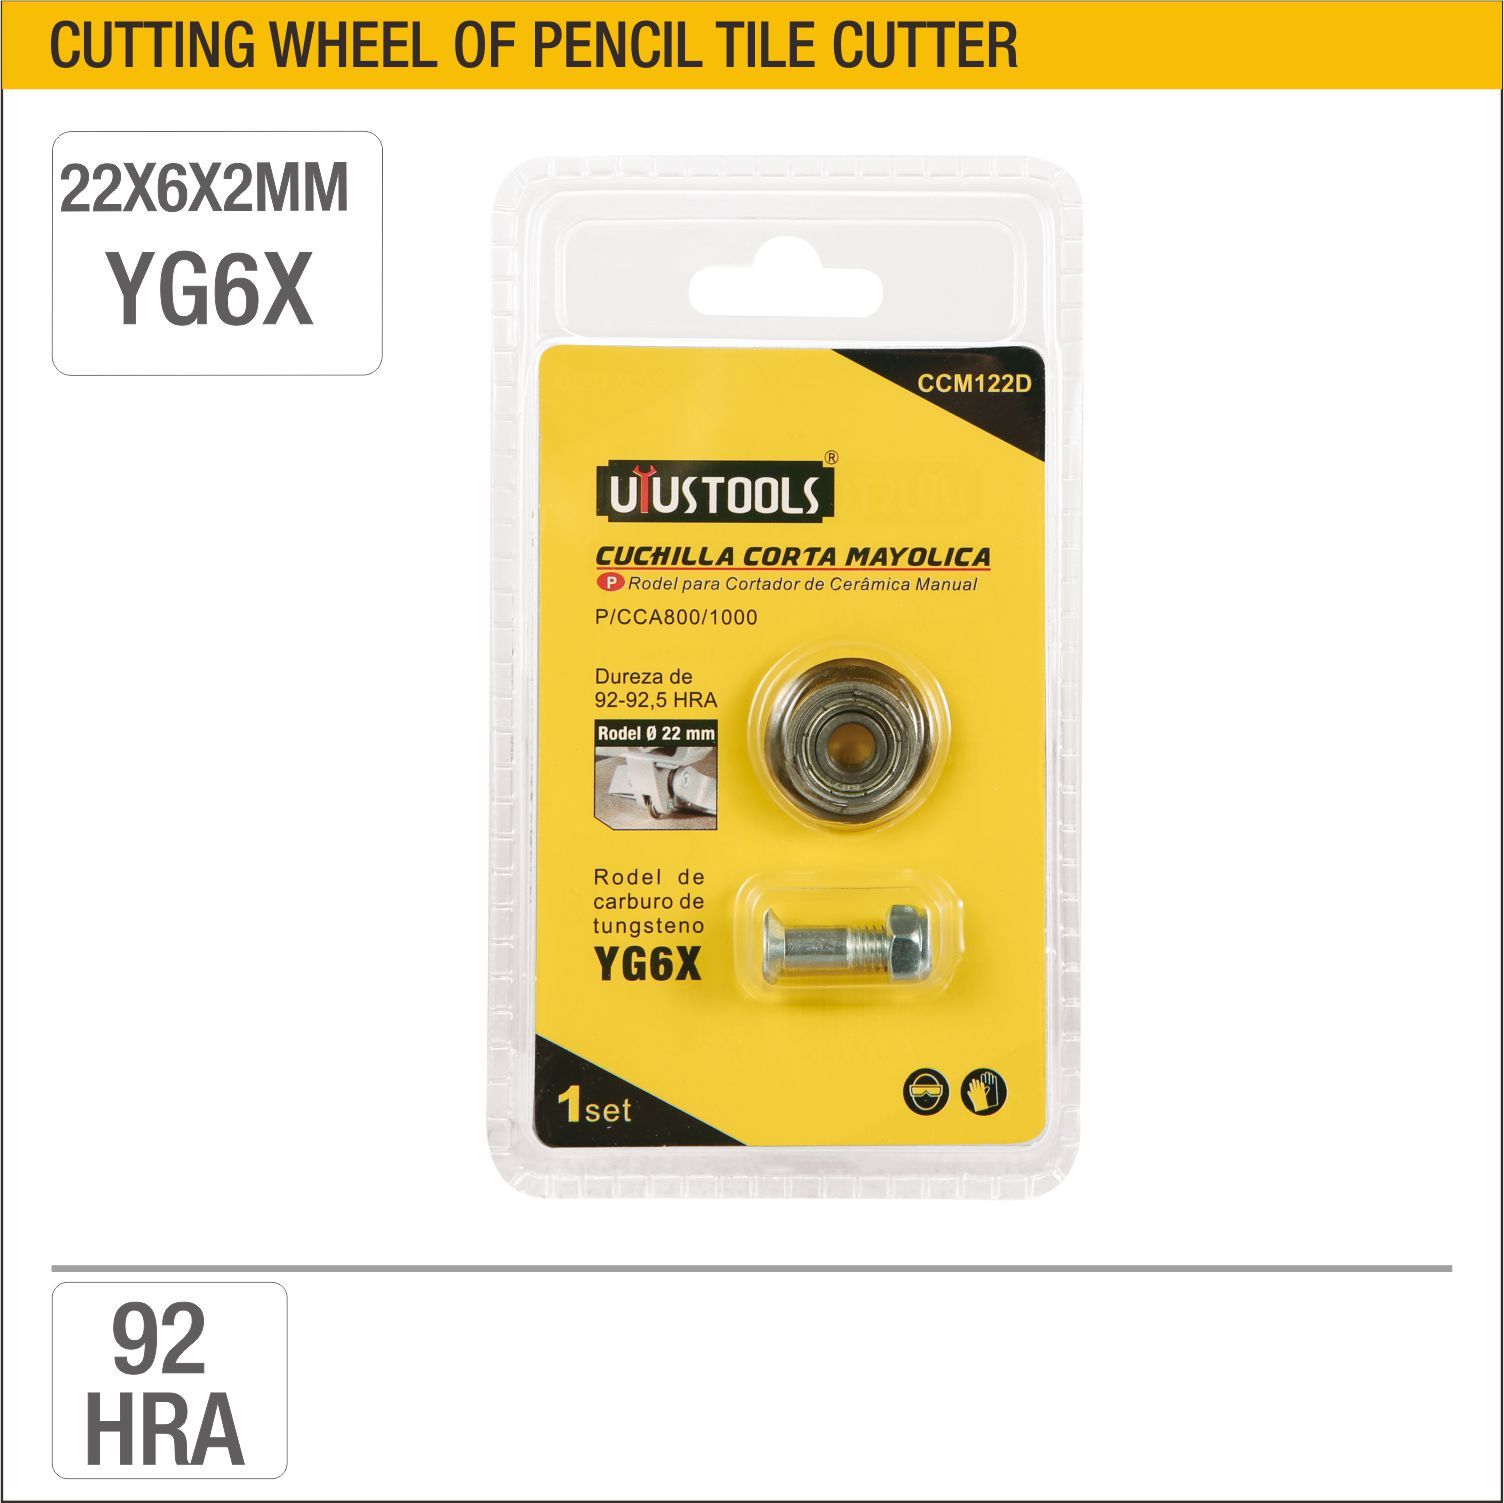 CUTTING WHEEL OF PENCIL TILE CUTTER
22X6X2MM
YG6X
CCM122D
UYUSTOOLS®
CUCHILLA CORTA MAYOLICA
P Rodel para Cortador de Cerâmica Manual
P/CCA800/1000
Dureza de
92-92,5 HRA
Rodel Ø 22 mm
Rodel de
carburo de
tungsteno
YG6X
1set
92
HRA